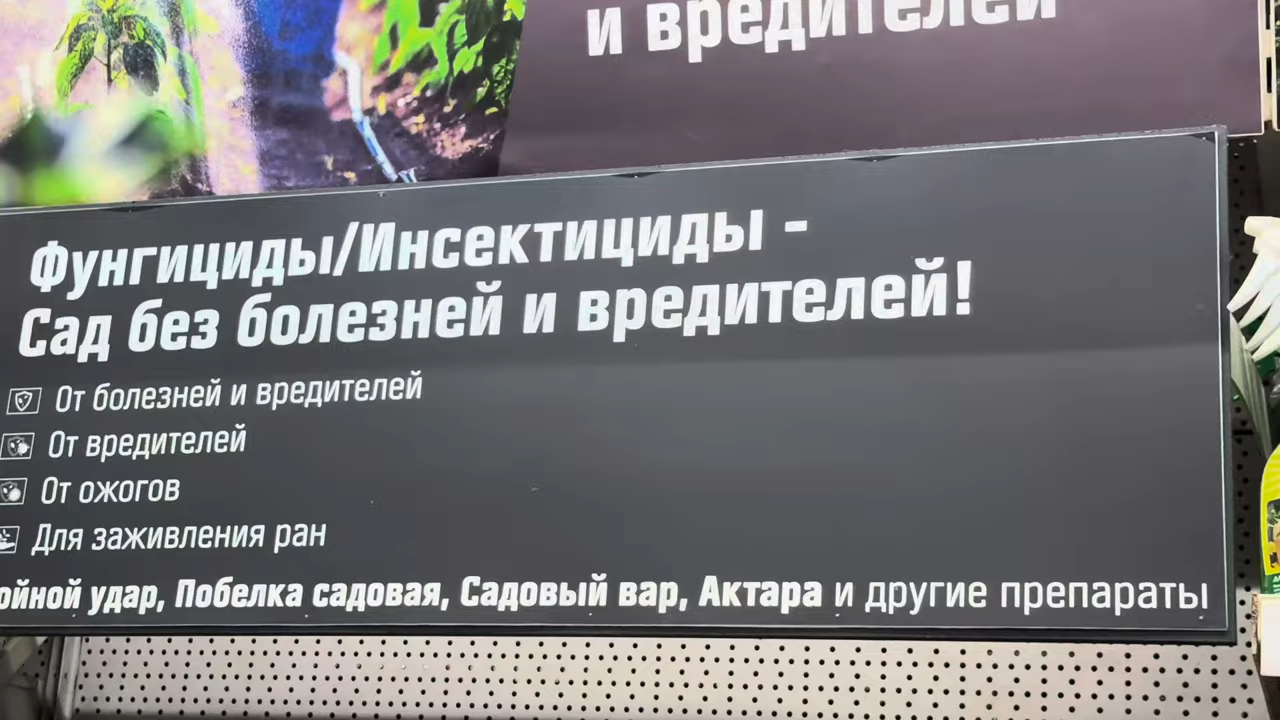 и вредителей
Фунгициды/Инсектициды -
Сад без болезней и вредителей!
От болезней и вредителей
От вредителей
От ожогов
Для заживления ран
ойной удар, Побелка садовая, Садовый вар, Актара и другие препараты